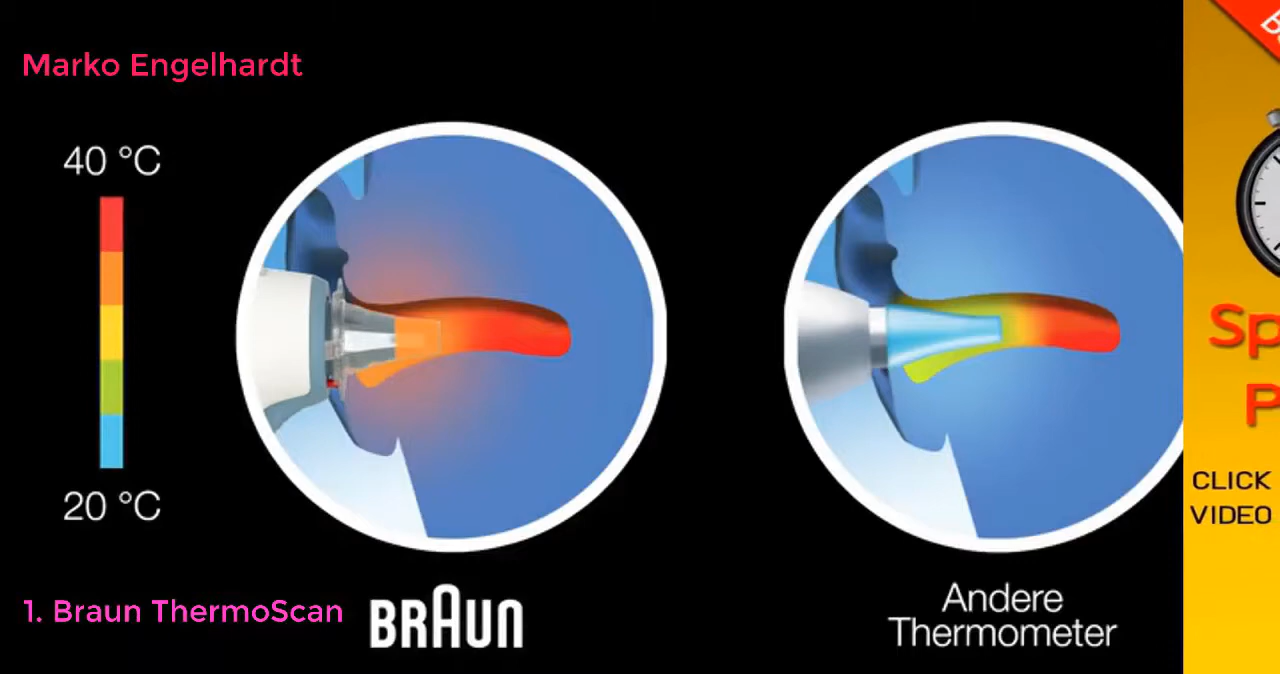 Marko Engelhardt
40 °C
20 °C
1. Braun ThermoScan
BRAUN
Andere
Thermometer
CLICK
VIDEO